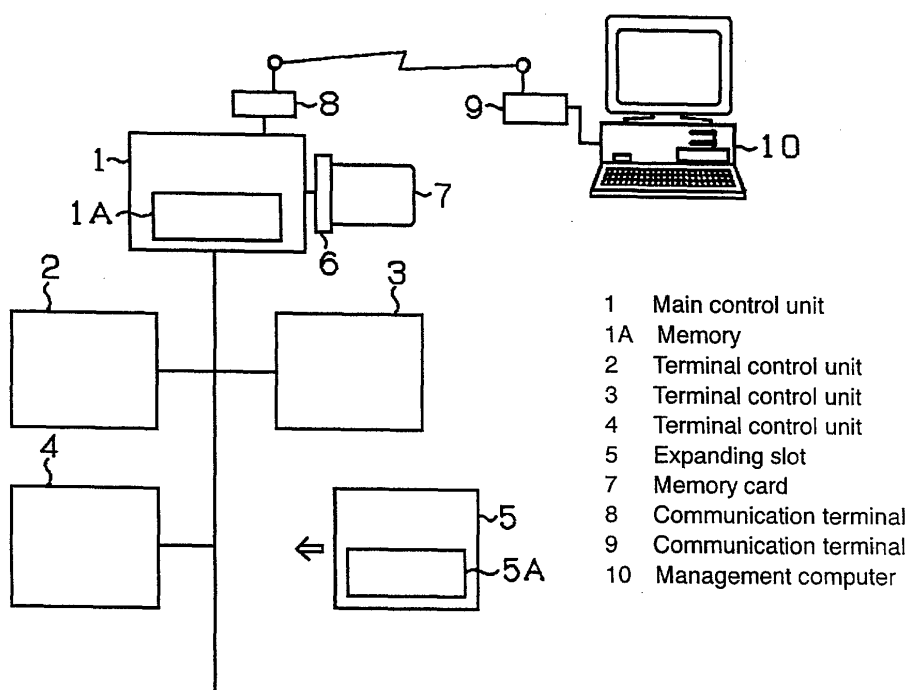 8
9
10
1
1A
7
6
2
3
4
5
5A
1 Main control unit
1A Memory
2 Terminal control unit
3 Terminal control unit
4 Terminal control unit
5 Expanding slot
7 Memory card
8 Communication terminal
9 Communication terminal
10 Management computer